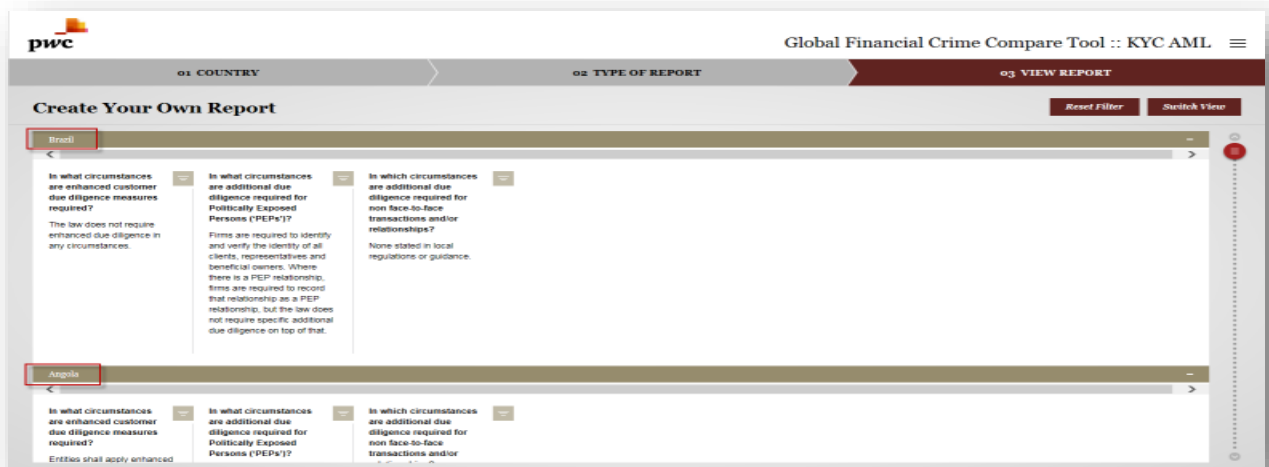 pwc
Global Financial Crime Compare Tool :: KYC AML
01 COUNTRY
02 TYPE OF REPORT
03 VIEW REPORT
Create Your Own Report
Reset Filter
Switch View
Brazil
In what circumstances
are enhanced customer
due diligence measures
required?
The law does not require
enhanced due diligence in
any circumstances.
In what circumstances
are additional due
diligence required for
Politically Exposed
Persons ('PEPs')?
Firms are required to identify
and verify the identity of all
clients, representatives and
beneficial owners. Where
there is a PEP relationship,
firms are required to record
that relationship as a PEP
relationship, but the law does
not require specific additional
due diligence on top of that.
In which circumstances
are additional due
diligence required for
non face-to-face
transactions and/or
relationships?
None stated in local
regulations or guidance.
Angola
In what circumstances
are enhanced customer
due diligence measures
required?
Entities shall apply enhanced
In what circumstances
are additional due
diligence required for
Politically Exposed
Persons ('PEPs')?
In which circumstances
are additional due
diligence required for
non face-to-face
transactions and/or